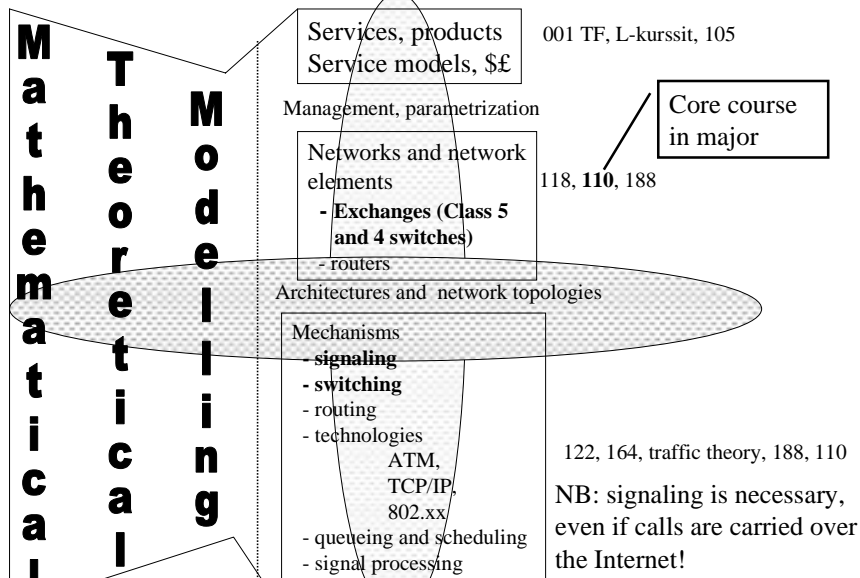 Mathematical
Theoretical
Modelling
Services, products
Service models, $£
001 TF, L-kurssit, 105
Management, parametrization
Core course
in major
Networks and network
elements
- Exchanges (Class 5
and 4 switches)
- routers
118, 110, 188
Architectures and network topologies
Mechanisms
- signaling
- switching
- routing
- technologies
ATM,
TCP/IP,
802.xx
- queueing and scheduling
- signal processing
122, 164, traffic theory, 188, 110
NB: signaling is necessary,
even if calls are carried over
the Internet!